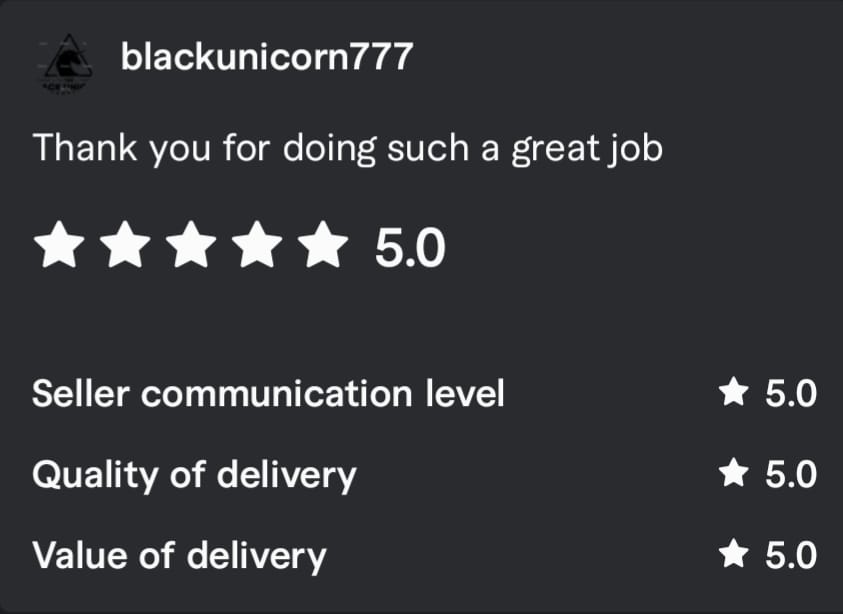 blackunicorn777
Thank you for doing such a great job
5.0
Seller communication level 5.0
Quality of delivery 5.0
Value of delivery 5.0